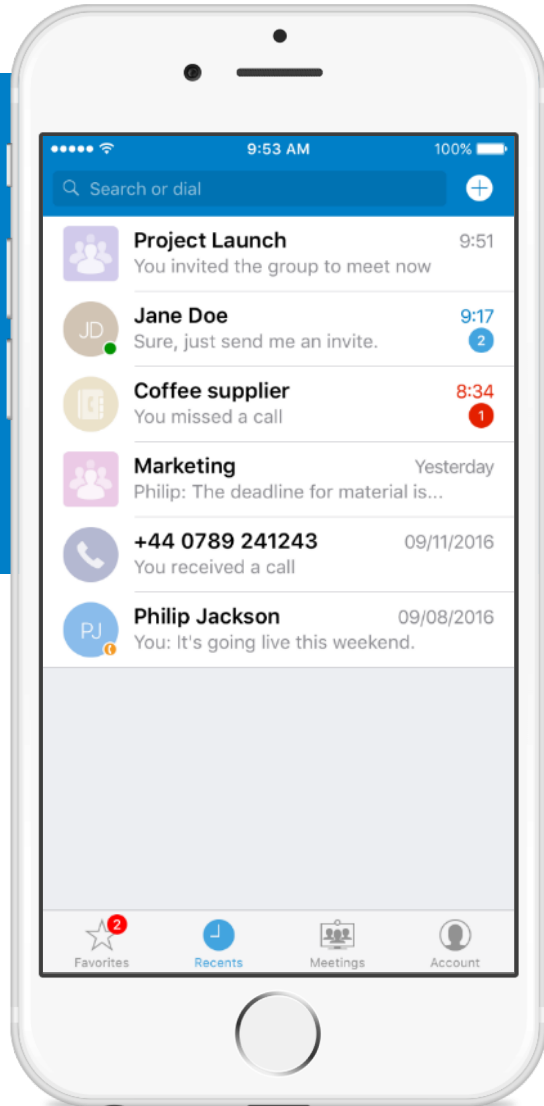 9:53 AM
100%
Search or dial
Project Launch
9:51
You invited the group to meet now
JD
Jane Doe
9:17
Sure, just send me an invite.
2
Coffee supplier
8:34
You missed a call
1
Marketing
Yesterday
Philip: The deadline for material is...
+44 0789 241243
09/11/2016
You received a call
PJ
Philip Jackson
09/08/2016
You: It's going live this weekend.
2
Favorites
Recents
Meetings
Account